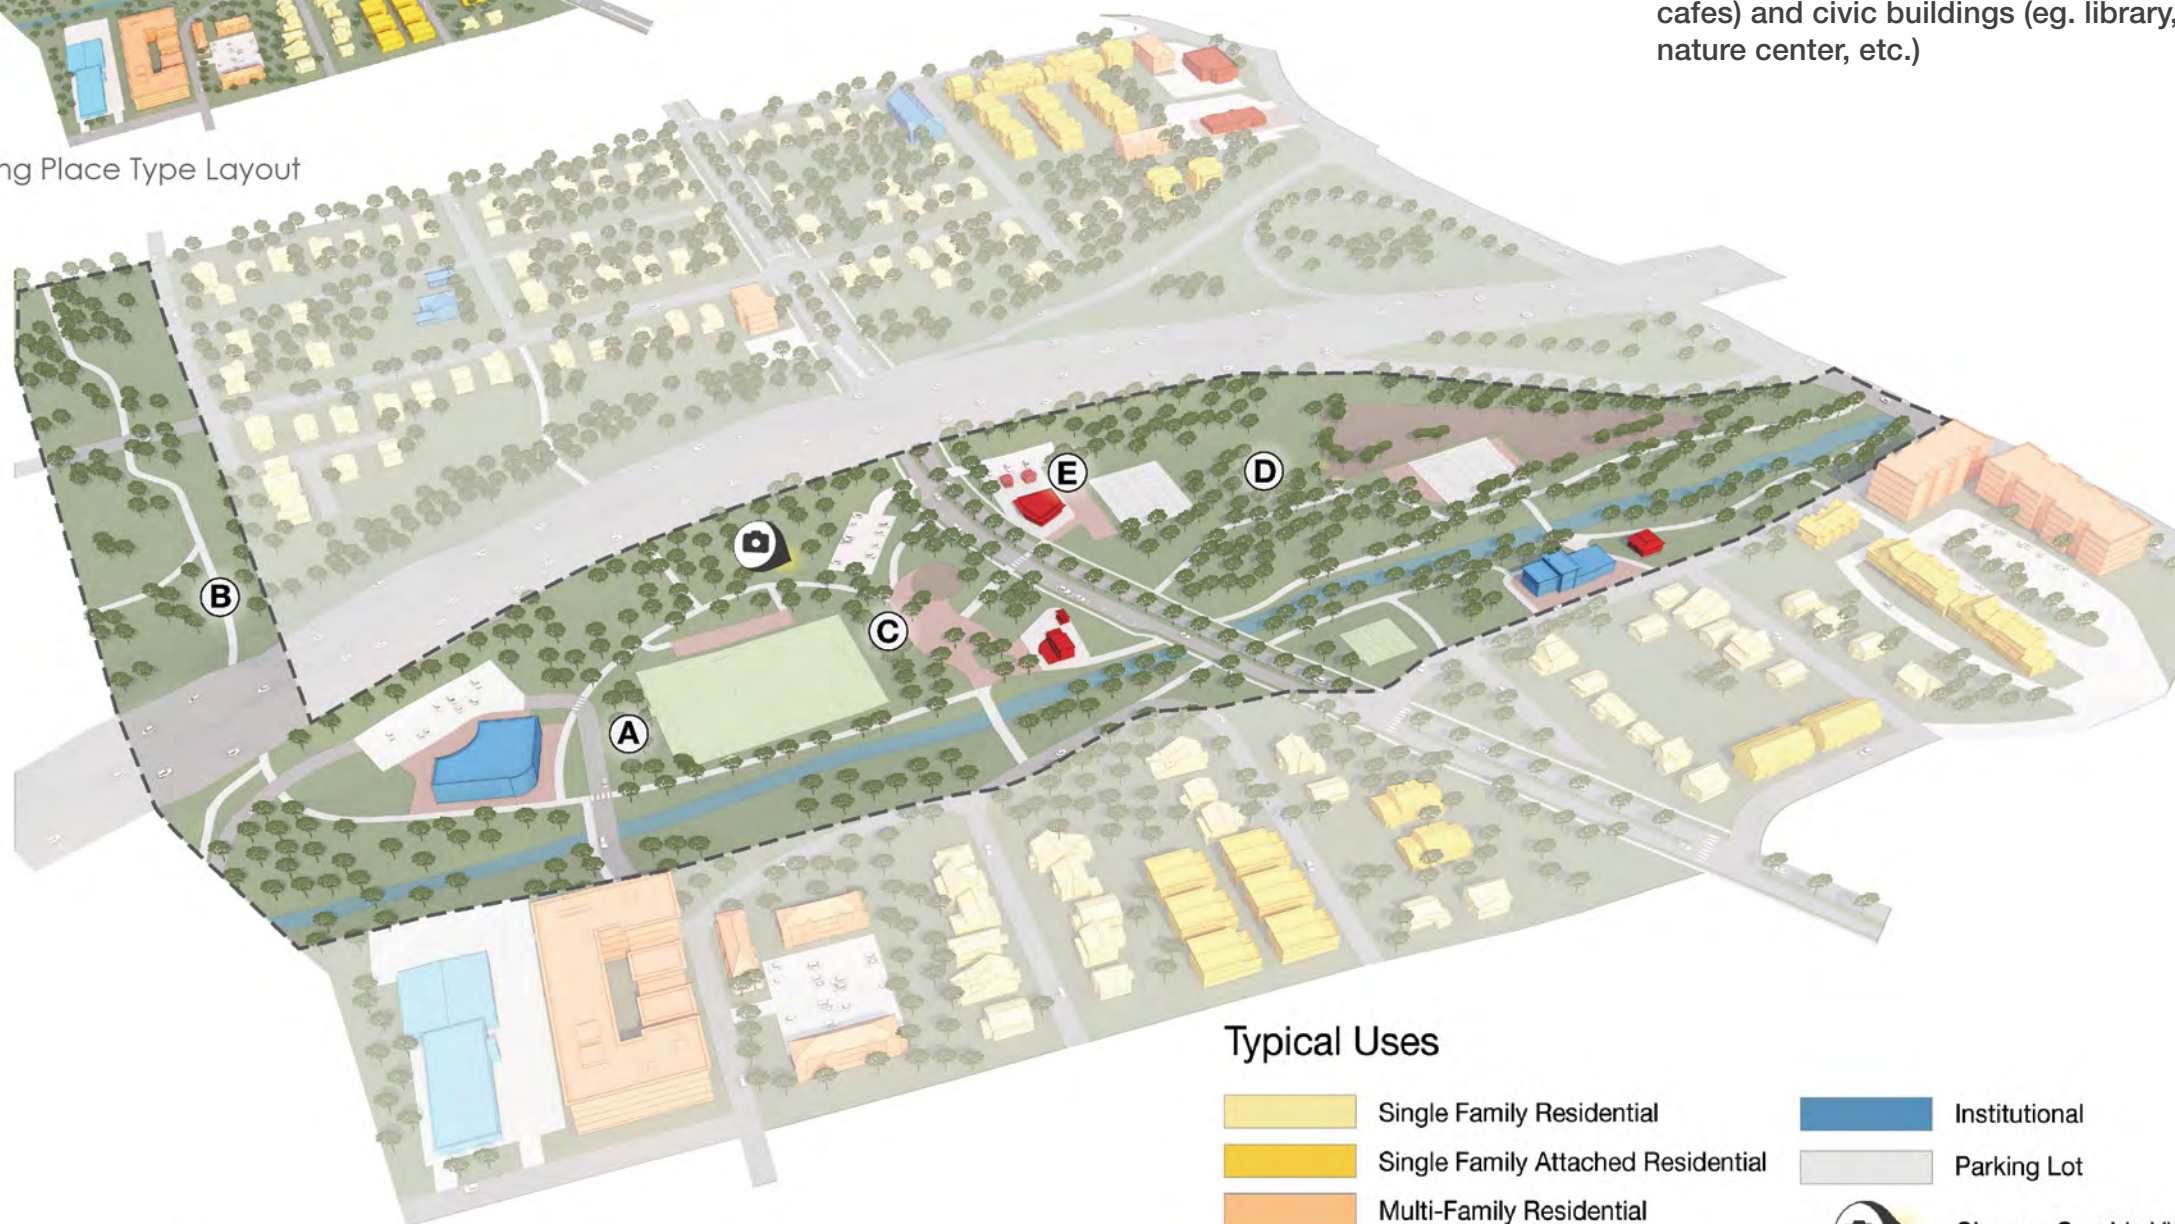 cafes) and civic buildings (eg. library,
nature center, etc.)
Place Type Layout
B
E
D
C
A
Typical Uses
Single Family Residential
Single Family Attached Residential
Multi-Family Residential
Institutional
Parking Lot